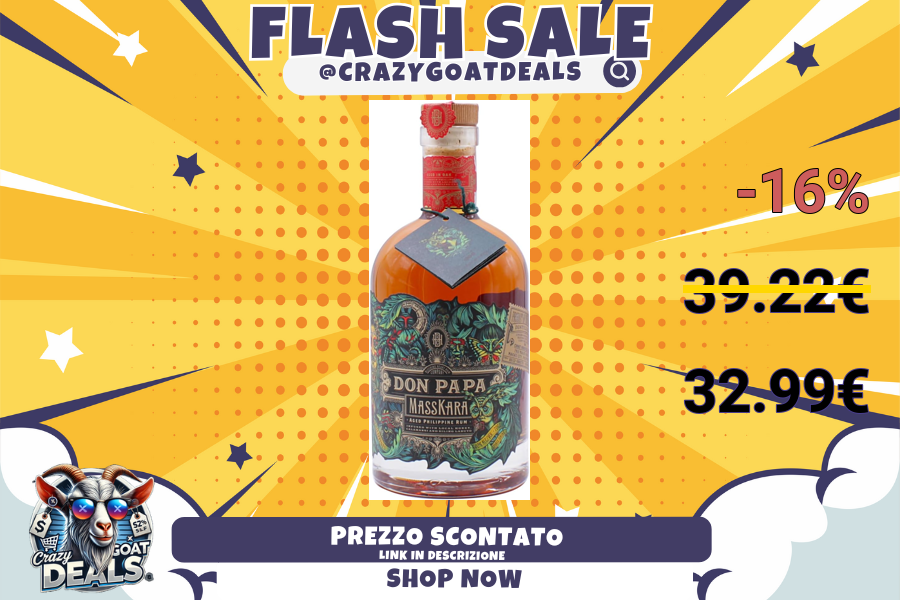 FLASH SALE
@CRAZYGOATDEALS
-16%
39.22€
32.99€
DON PAPA
MASSKARA
AGED PHILIPPINE RUM
$
52%
Crazy
GOAT
DEALS
PREZZO SCONTATO
LINK IN DESCRIZIONE
SHOP NOW